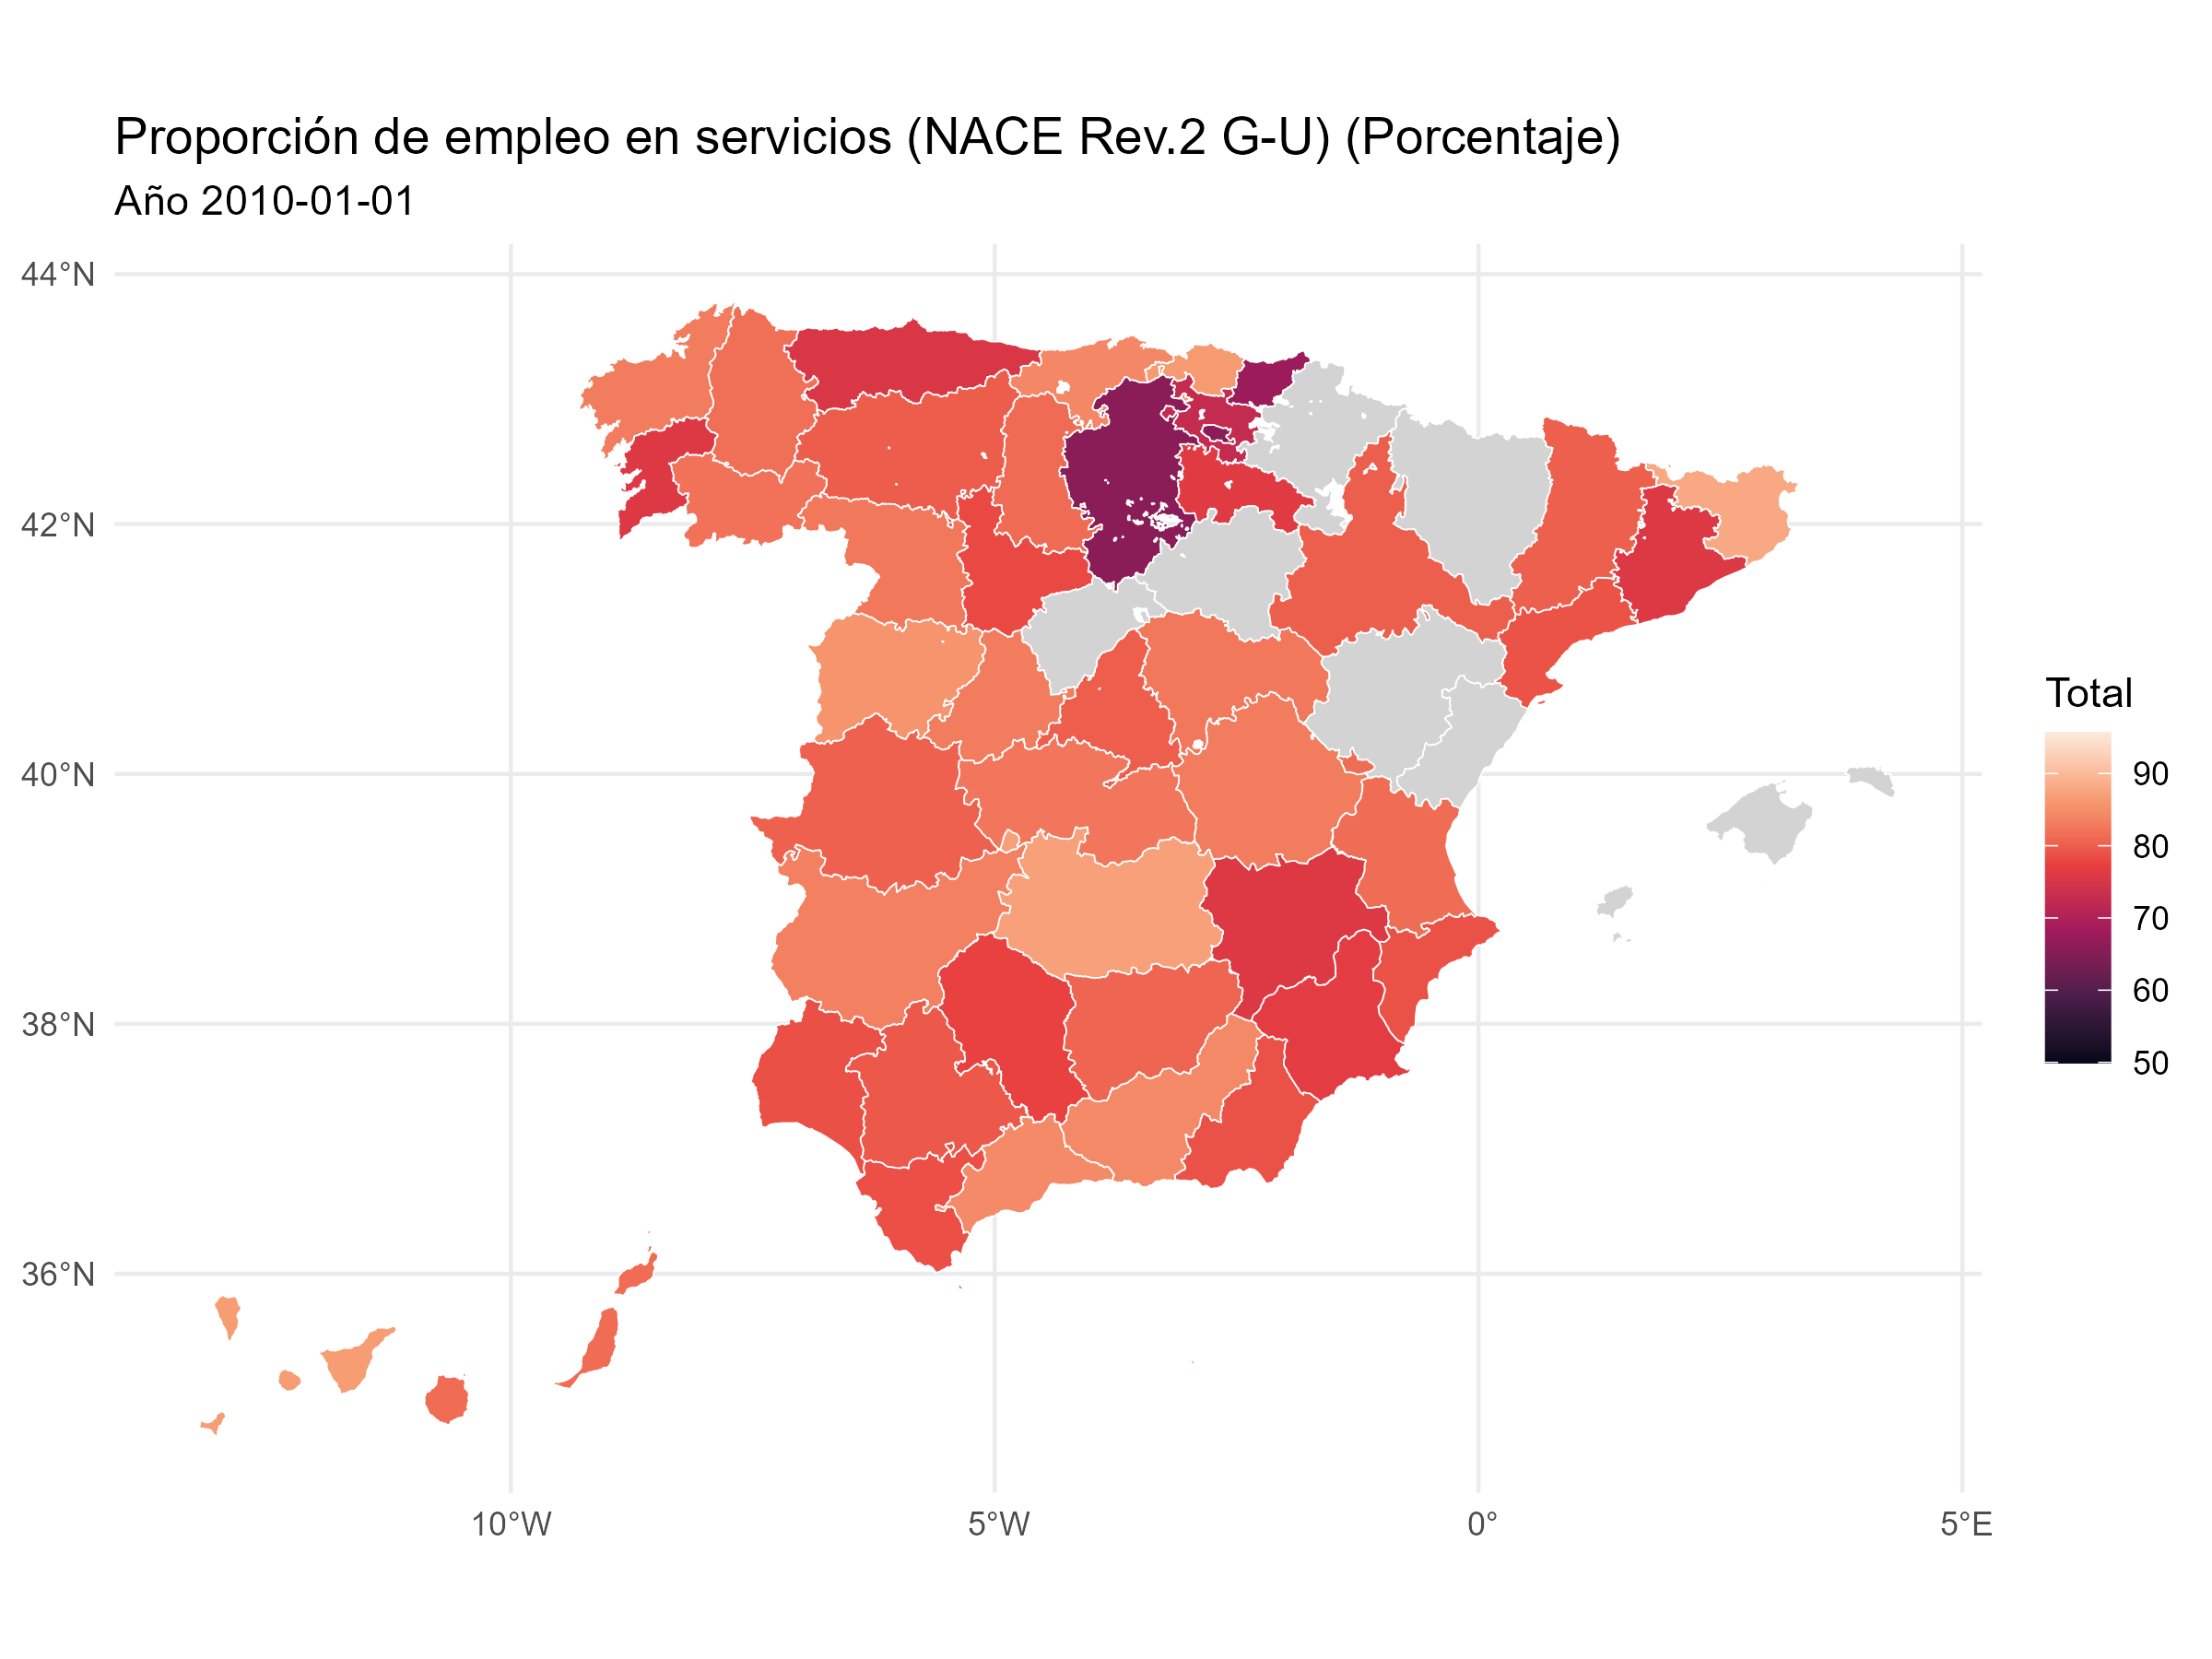 Proporción de empleo en servicios (NACE Rev.2 G-U) (Porcentaje)
Año 2010-01-01
44°N
42°N
40°N
38°N
36°N
10°W
5°W
0°
5°E
Total
90
80
70
60
50